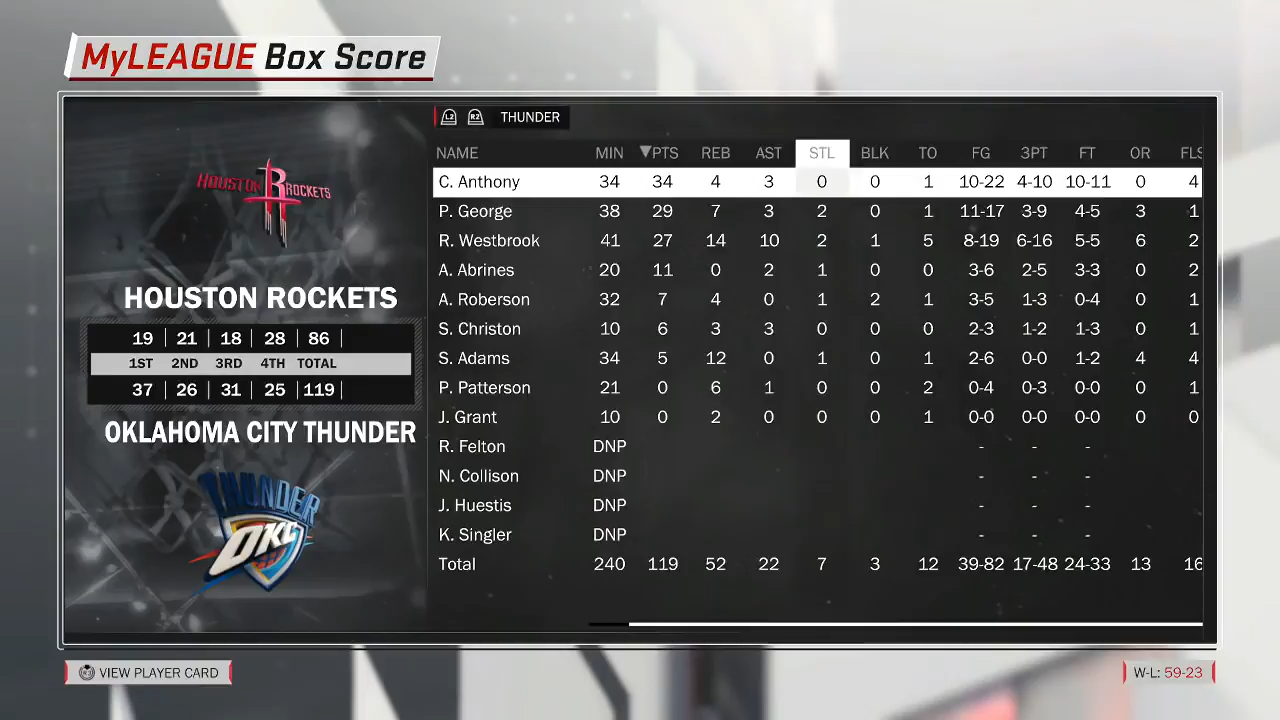 MyLEAGUE Box Score
HOUSTON ROCKETS
HOUSTON ROCKETS
19 21 18 28 86
1ST 2ND 3RD 4TH TOTAL
37 26 31 25 119
OKLAHOMA CITY THUNDER
THUNDER
OKC
L2 R2 THUNDER
NAME MIN PTS REB AST STL BLK TO FG 3PT FT OR FLS
C. Anthony 34 34 4 3 0 0 1 10-22 4-10 10-11 0 4
P. George 38 29 7 3 2 0 1 11-17 3-9 4-5 3 1
R. Westbrook 41 27 14 10 2 1 5 8-19 6-16 5-5 6 2
A. Abrines 20 11 0 2 1 0 0 3-6 2-5 3-3 0 2
A. Roberson 32 7 4 0 1 2 1 3-5 1-3 0-4 0 1
S. Christon 10 6 3 3 0 0 0 2-3 1-2 1-3 0 1
S. Adams 34 5 12 0 1 0 1 2-6 0-0 1-2 4 4
P. Patterson 21 0 6 1 0 0 2 0-4 0-3 0-0 0 1
J. Grant 10 0 2 0 0 0 1 0-0 0-0 0-0 0 0
R. Felton DNP - - -
N. Collison DNP - - -
J. Huestis DNP - - -
K. Singler DNP - - -
Total 240 119 52 22 7 3 12 39-82 17-48 24-33 13 16
VIEW PLAYER CARD
W-L: 59-23